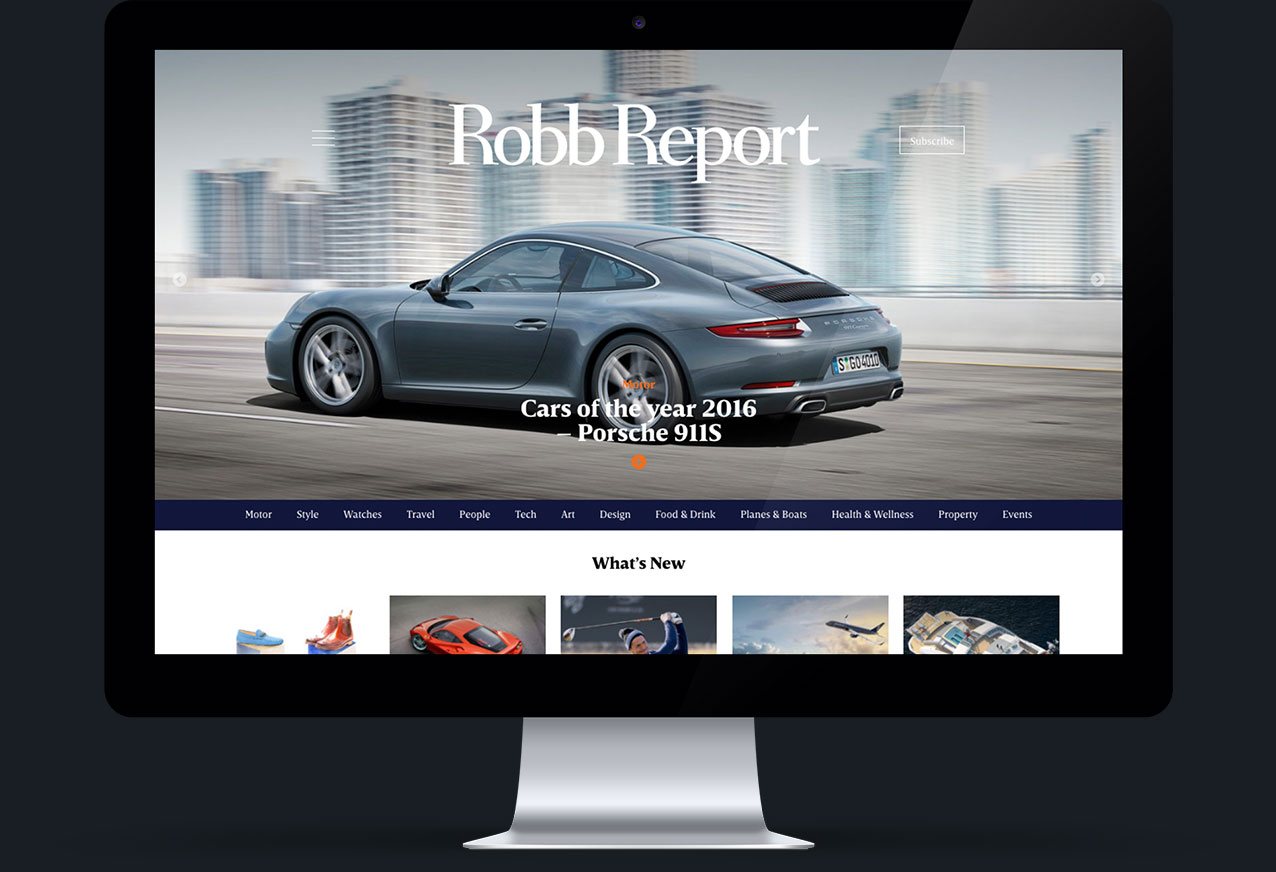 Robb Report
Subscribe
PORSCHE
S GO 4010
Motor
Cars of the year 2016
– Porsche 911S
Motor Style Watches Travel People Tech Art Design Food & Drink Planes & Boats Health & Wellness Property Events
What's New